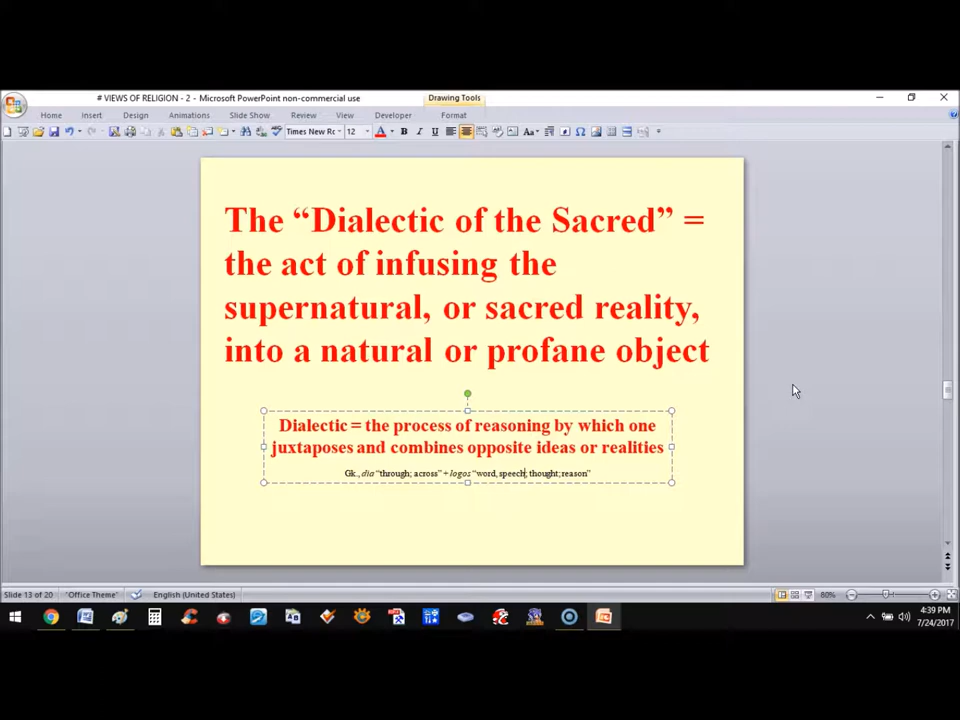 # VIEWS OF RELIGION - 2 - Microsoft PowerPoint non-commercial use
Drawing Tools
Home Insert Design Animations Slideshow Review View Developer Format
Times New Ro 12
The “Dialectic of the Sacred” =
the act of infusing the
supernatural, or sacred reality,
into a natural or profane object
Dialectic = the process of reasoning by which one
juxtaposes and combines opposite ideas or realities
Gk., dia “through; across” + logos “word, speech, thought; reason”
Slide 13 of 20 "Office Theme" English (United States) 80%
4:39 PM
7/24/2017